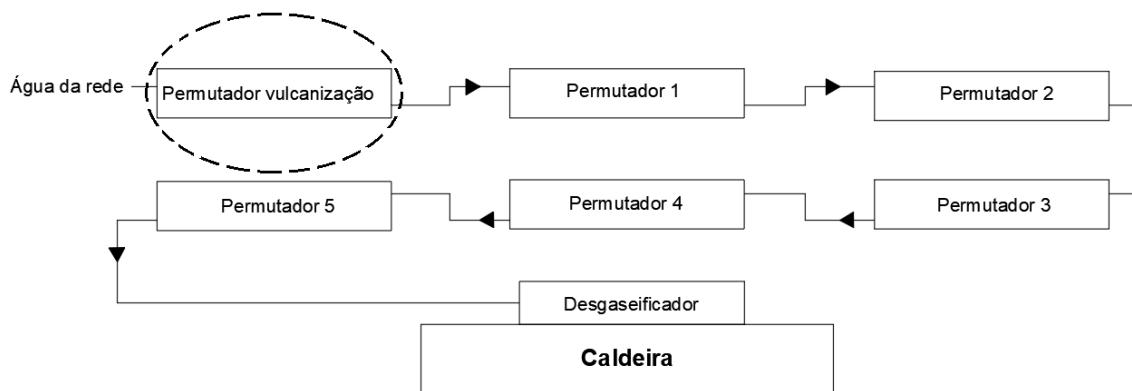 Água da rede
Permutador vulcanização
Permutador 1
Permutador 2
Permutador 5
Permutador 4
Permutador 3
Desgaseificador
Caldeira